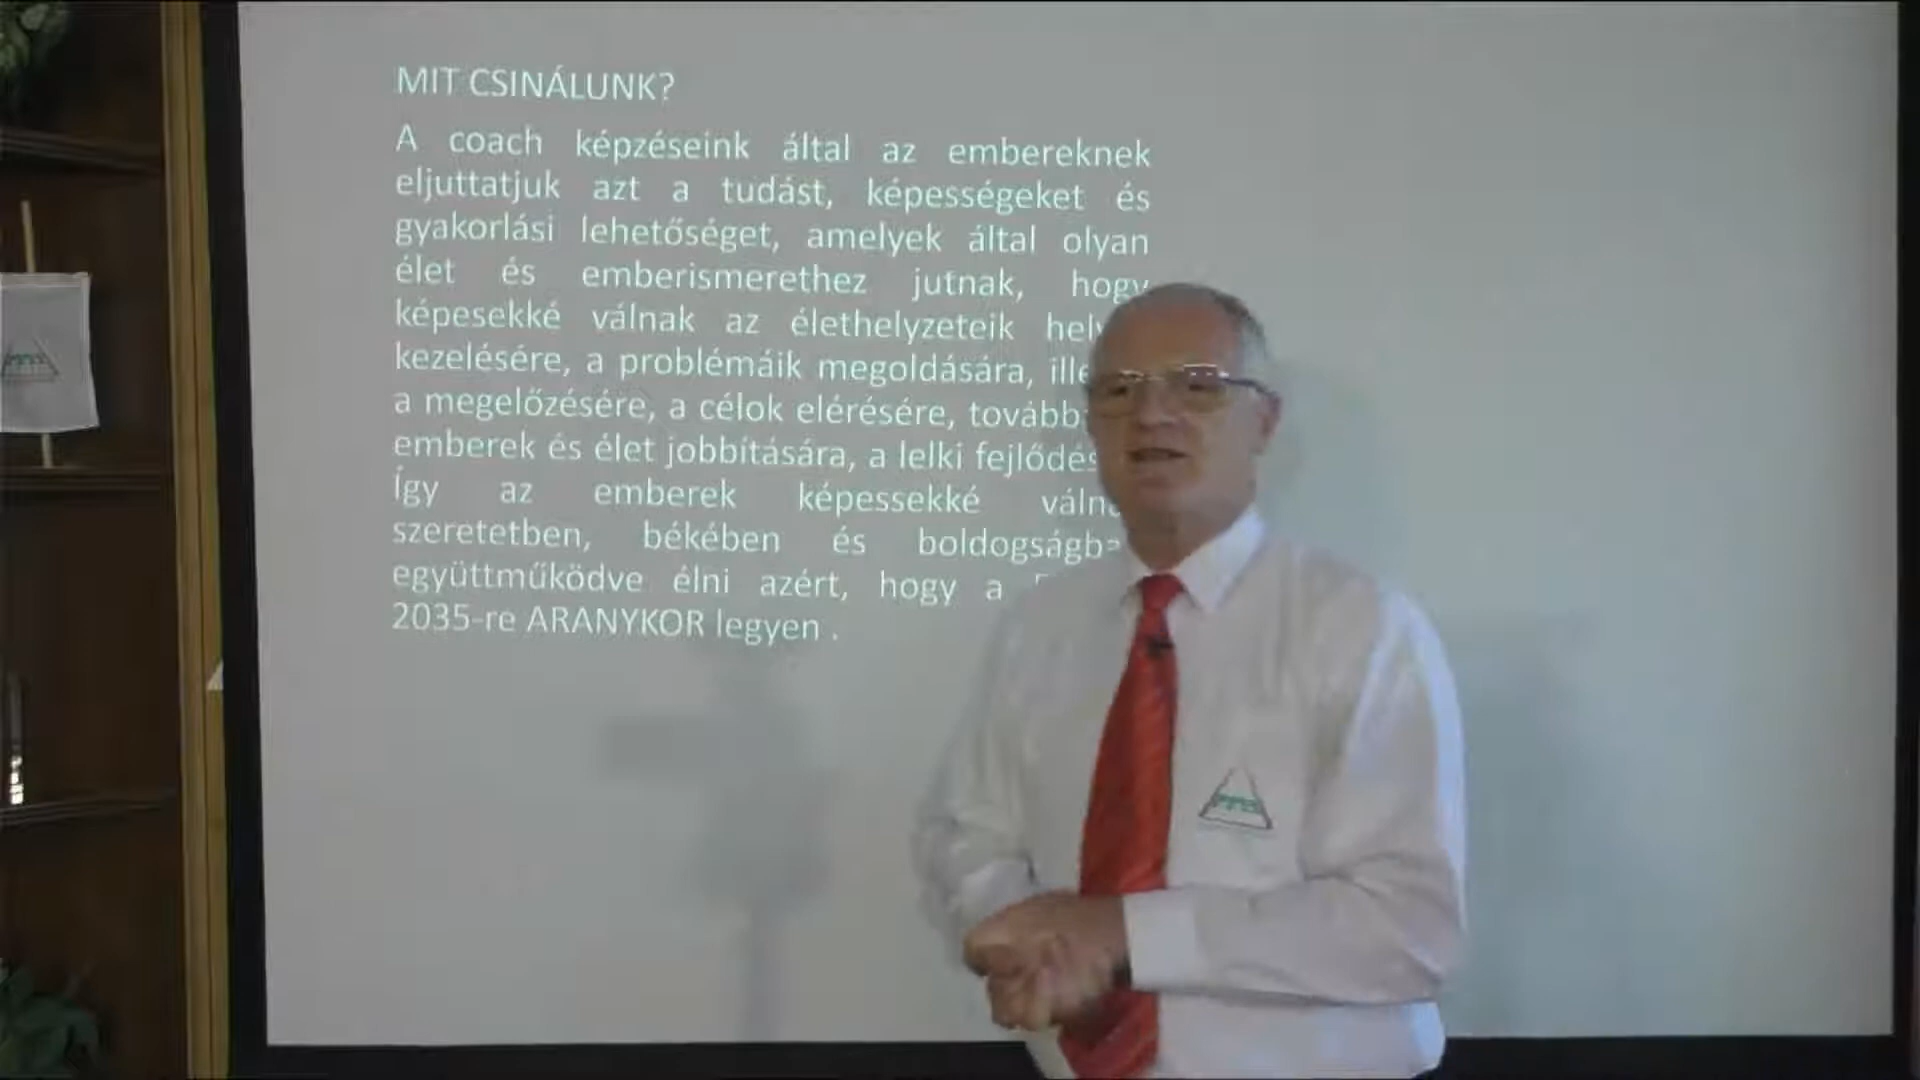 MIT CSINÁLUNK?
A coach képzéseink által az embereknek
eljuttatjuk azt a tudást, képességeket és
gyakorlási lehetőséget, amelyek által olyan
élet és emberismerethez jutnak, hogy
képesekké válnak az élethelyzeteik
kezelésére, a problémáik megoldására,
a megelőzésére, a célok elérésére,
emberek és élet jobbítására, a lelki
Így az emberek képessekké
szeretetben, békében és
együttműködve élni azért, hogy a
2035-re ARANYKOR legyen .